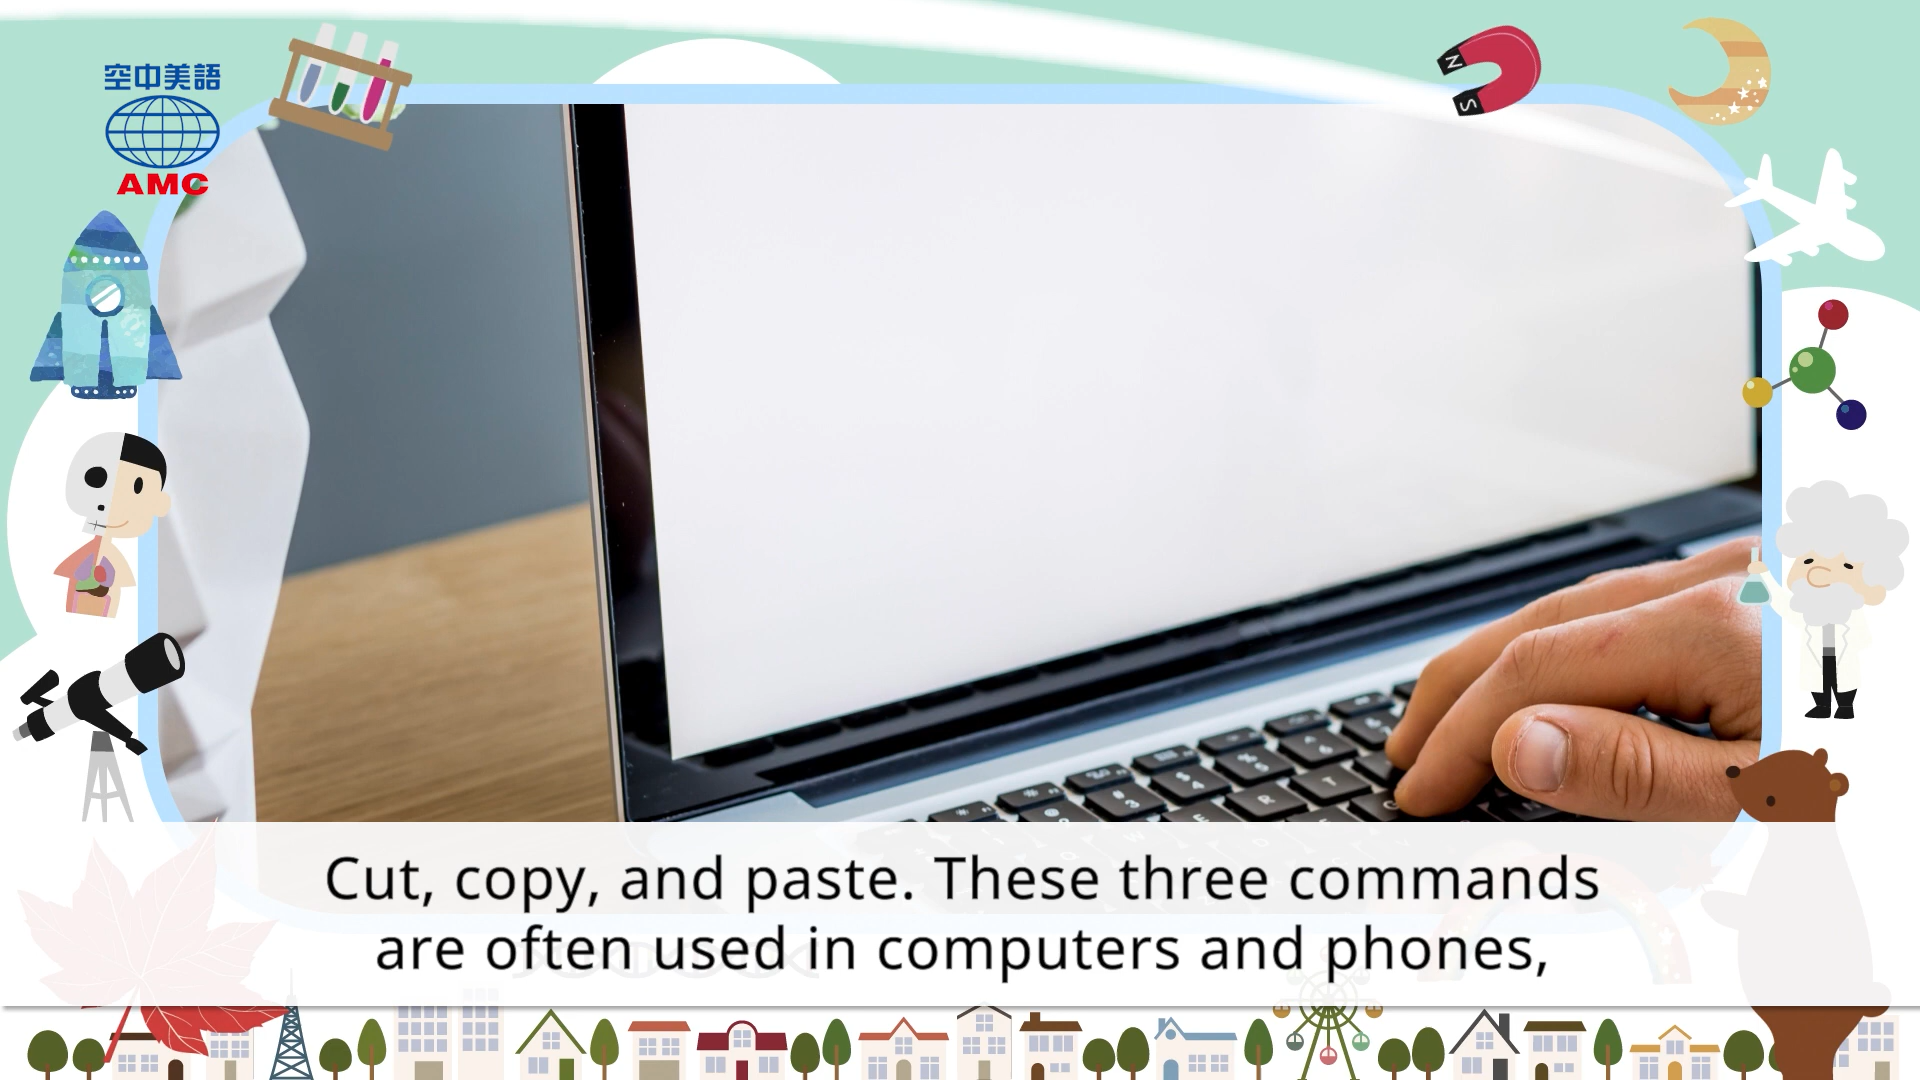 空中美語
AMC
N
S
Cut, copy, and paste. These three commands
are often used in computers and phones,